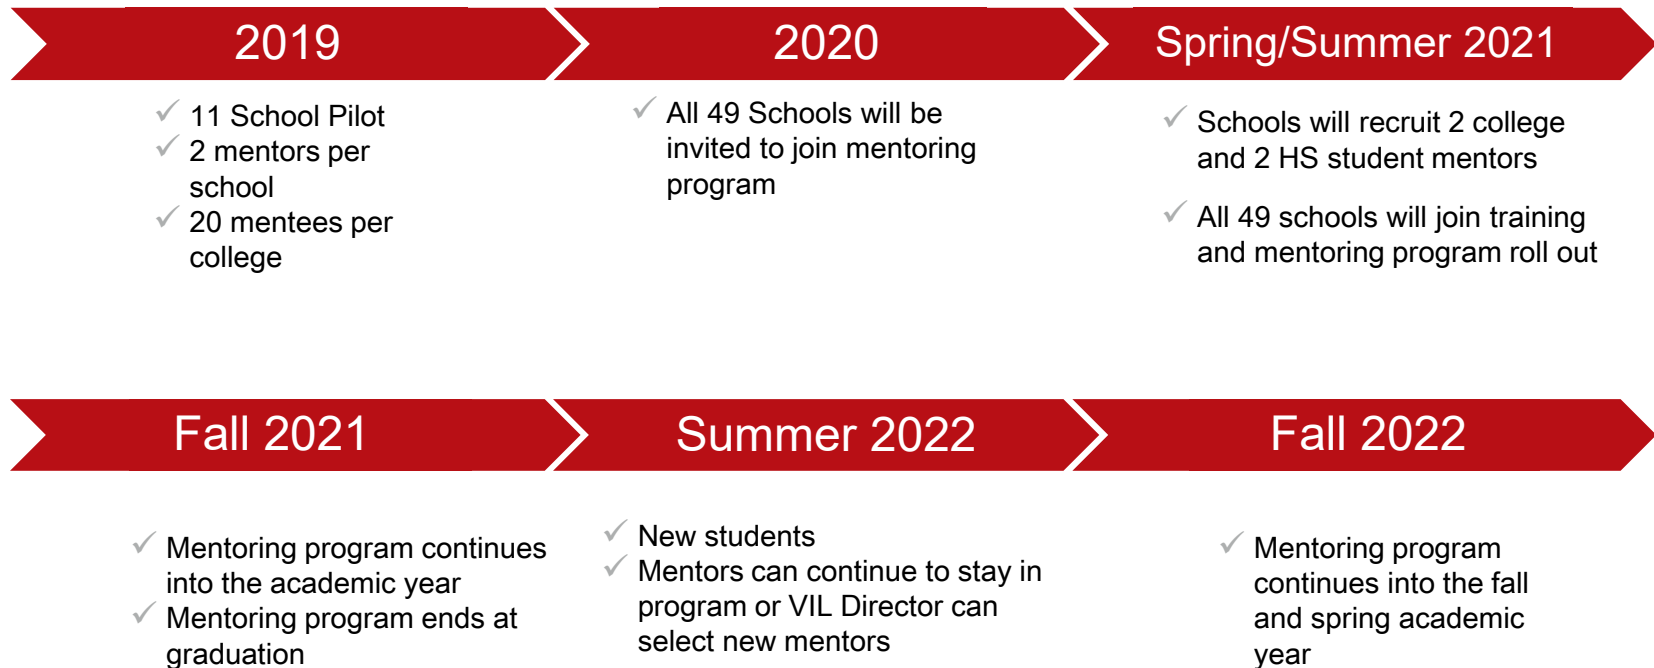 2019
2020
Spring/Summer 2021
11 School Pilot
2 mentors per
school
20 mentees per
college
All 49 Schools will be
invited to join mentoring
program
Schools will recruit 2 college
and 2 HS student mentors
All 49 schools will join training
and mentoring program roll out
Fall 2021
Summer 2022
Fall 2022
Mentoring program continues
into the academic year
Mentoring program ends at
graduation
New students
Mentors can continue to stay in
program or VIL Director can
select new mentors
Mentoring program
continues into the fall
and spring academic
year